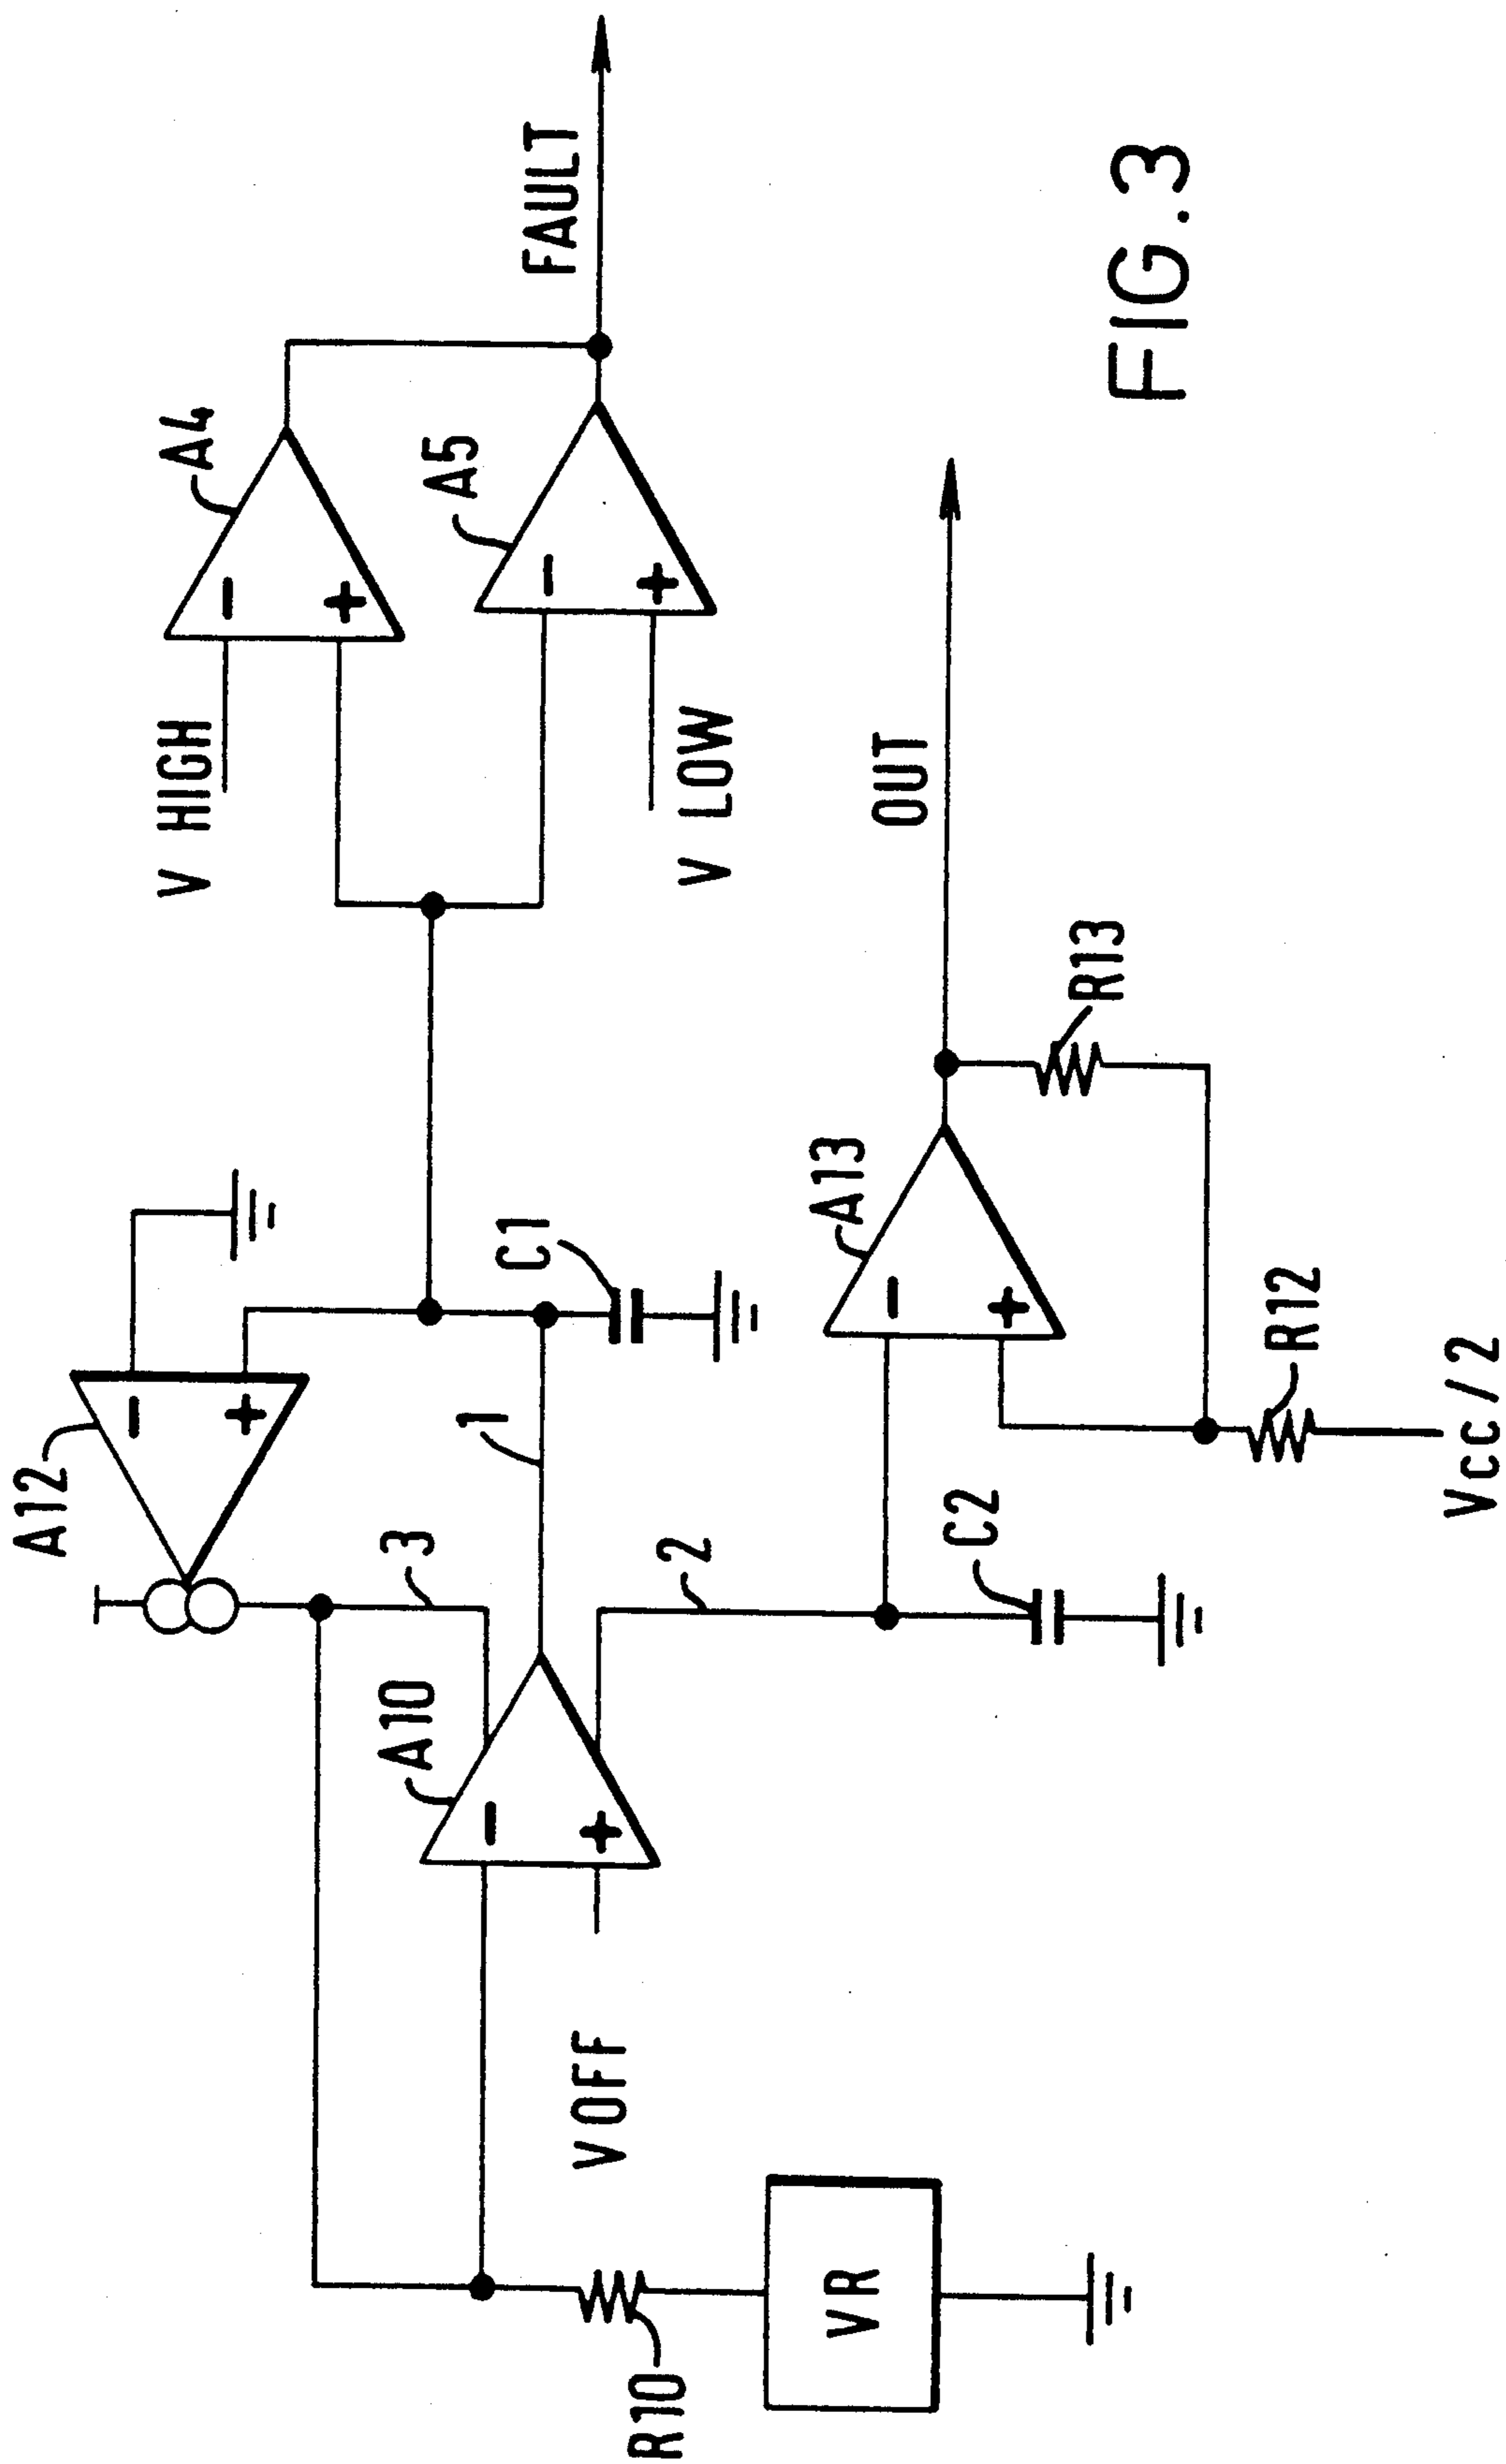 A12
3
A10
1
2
C1
V HIGH
A4
A5
V LOW
FAULT
VOFF
R10
VR
C2
A13
OUT
R13
R12
Vcc/2
- +
- +
- +
- +
- +
FIG.3